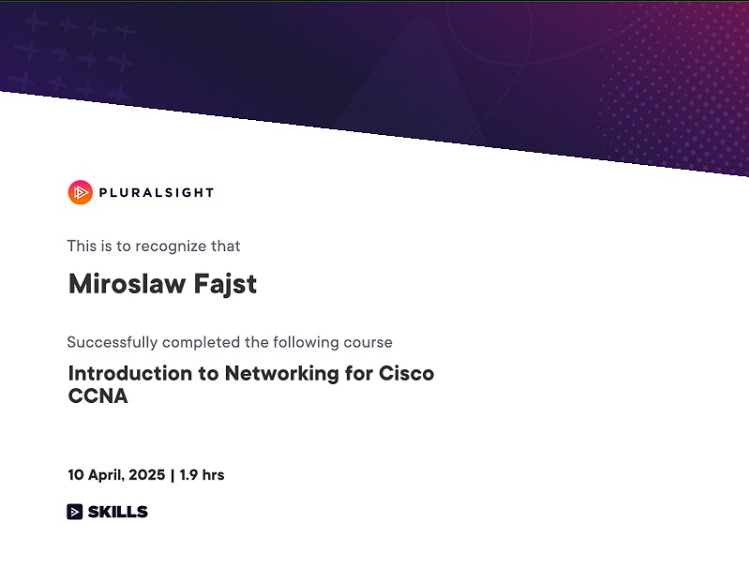 PLURALSIGHT
This is to recognize that
Miroslaw Fajst
Successfully completed the following course
Introduction to Networking for Cisco
CCNA
10 April, 2025 | 1.9 hrs
SKILLS